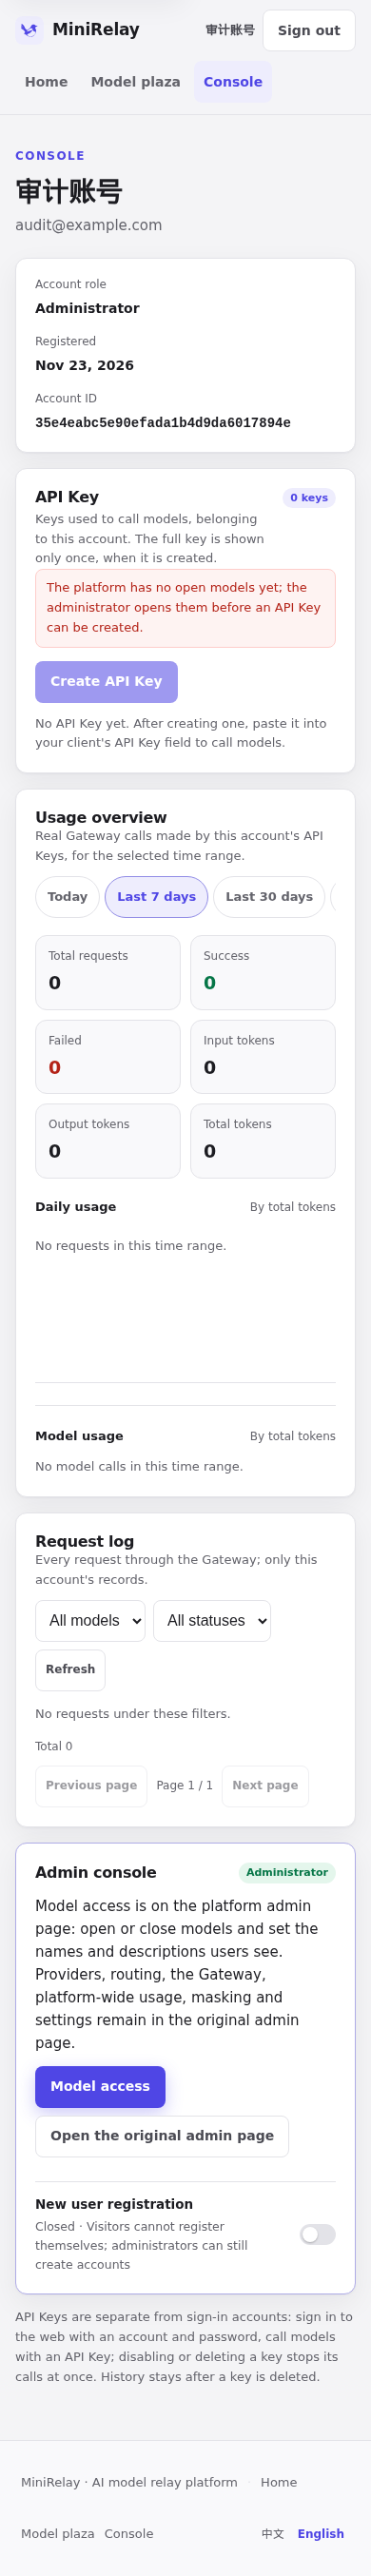 MiniRelay
审计账号
Sign out
Home
Model plaza
Console
CONSOLE
审计账号
audit@example.com
Account role
Administrator
Registered
Nov 23, 2026
Account ID
35e4eabc5e90efada1b4d9da6017894e
API Key
0 keys
Keys used to call models, belonging
to this account. The full key is shown
only once, when it is created.
The platform has no open models yet; the
administrator opens them before an API Key
can be created.
Create API Key
No API Key yet. After creating one, paste it into
your client's API Key field to call models.
Usage overview
Real Gateway calls made by this account's API
Keys, for the selected time range.
Today
Last 7 days
Last 30 days
Total requests
0
Success
0
Failed
0
Input tokens
0
Output tokens
0
Total tokens
0
Daily usage
By total tokens
No requests in this time range.
Model usage
By total tokens
No model calls in this time range.
Request log
Every request through the Gateway; only this
account's records.
All models
All statuses
Refresh
No requests under these filters.
Total 0
Previous page
Page 1 / 1
Next page
Admin console
Administrator
Model access is on the platform admin
page: open or close models and set the
names and descriptions users see.
Providers, routing, the Gateway,
platform-wide usage, masking and
settings remain in the original admin
page.
Model access
Open the original admin page
New user registration
Closed · Visitors cannot register
themselves; administrators can still
create accounts
API Keys are separate from sign-in accounts: sign in to
the web with an account and password, call models
with an API Key; disabling or deleting a key stops its
calls at once. History stays after a key is deleted.
MiniRelay · AI model relay platform · Home
Model plaza Console
中文
English